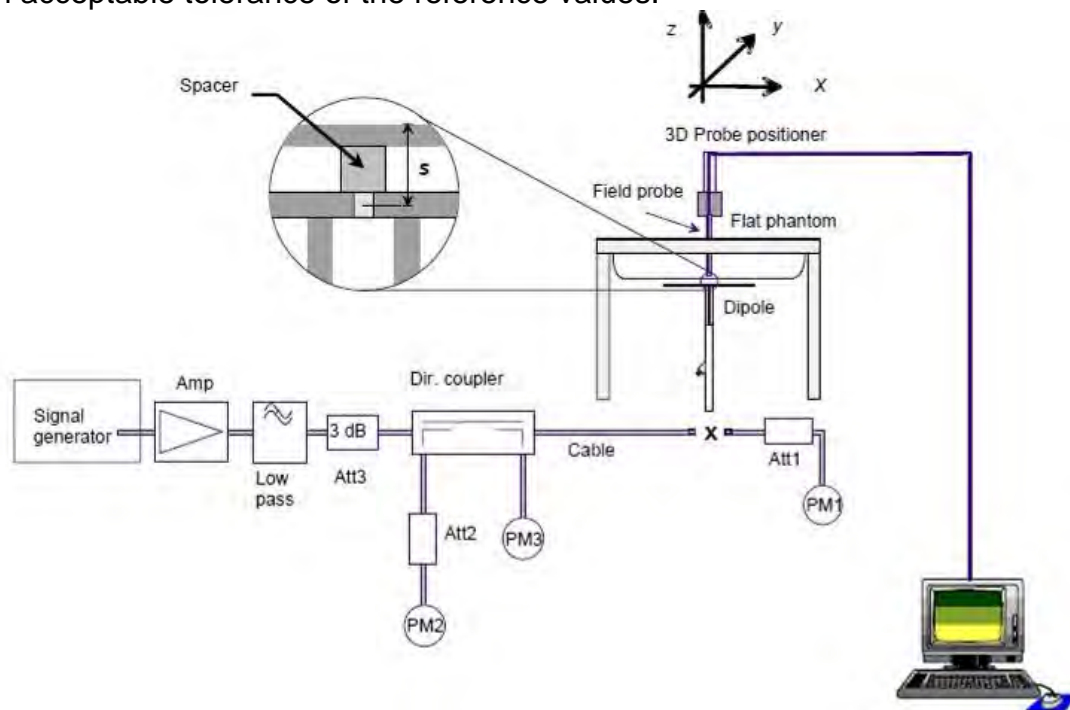 n acceptable tolerance of the reference values.
z
y
X
Spacer
3D Probe positioner
s
Field probe
Flat phantom
Dipole
Dir. coupler
Amp
Signal
generator
3 dB
X
Cable
Att1
Low
pass
Att3
Att2
PM3
PM1
PM2